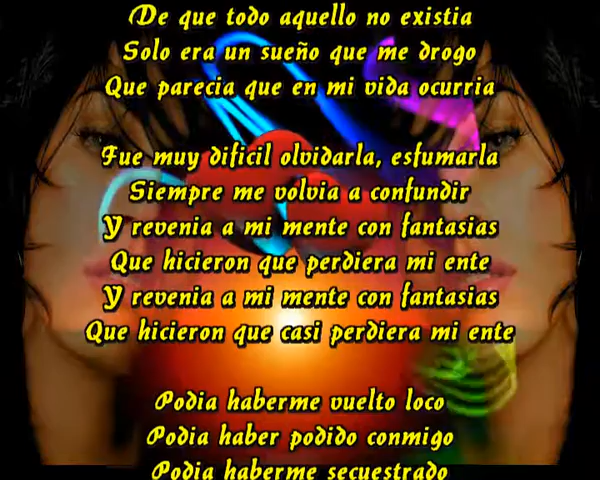 De que todo aquello no existia
Solo era un sueño que me drogo
Que parecia que en mi vida ocurria
Fue muy dificil olvidarla, esfumarla
Siempre me volvia a confundir
Y revenia a mi mente con fantasias
Que hicieron que perdiera mi ente
Y revenia a mi mente con fantasias
Que hicieron que casi perdiera mi ente
Podia haberme vuelto loco
Podia haber podido conmigo
Podia haberme secuestrado